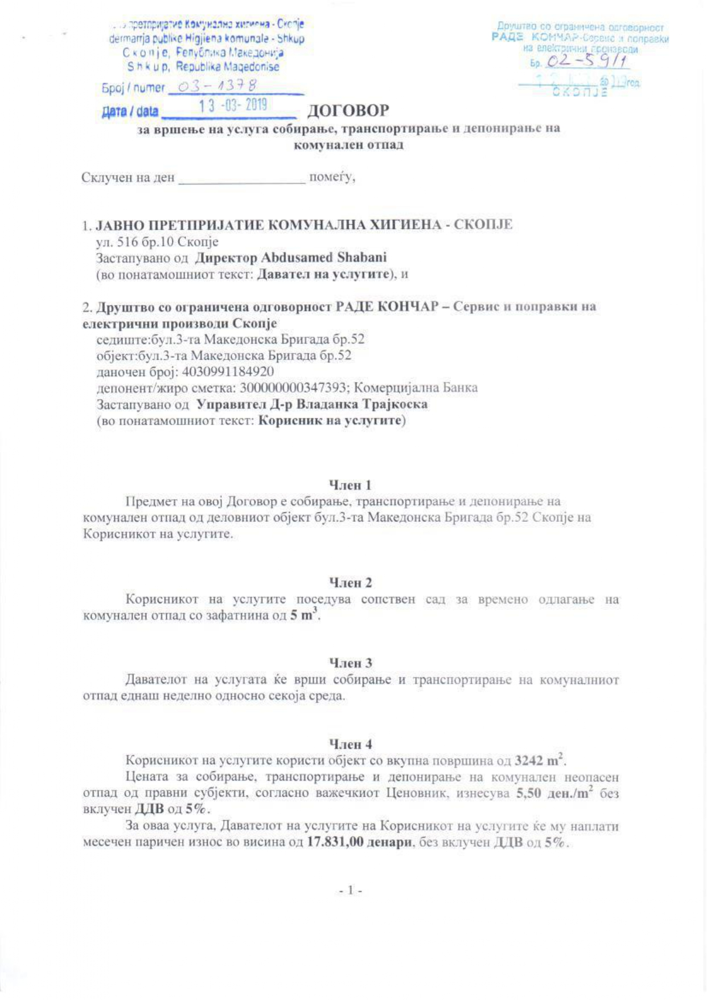 претпријатие Комунална хигиена - Скопје
dermarrja publike Higjiena komunale - Shkup
Скопје, Република Македонија
Shkup, Republika Maqedonise
Број / numer 03-1378
Дата / data 13 -03- 2019
Друштво со ограничена одговорност
РАДЕ КОНЧАР-Сервис и поправки
на електрични производи
Бр. 02-59/1
год.
СКОПЈЕ
ДОГОВОР
за вршење на услуга собирање, транспортирање и депонирање на
комунален отпад
Склучен на ден ____________________ помеѓу,
1. ЈАВНО ПРЕТПРИЈАТИЕ КОМУНАЛНА ХИГИЕНА - СКОПЈЕ
ул. 516 бр.10 Скопје
Застапувано од Директор Abdusamed Shabani
(во понатамошниот текст: Давател на услугите), и
2. Друштво со ограничена одговорност РАДЕ КОНЧАР – Сервис и поправки на
електрични производи Скопје
седиште:бул.3-та Македонска Бригада бр.52
објект:бул.3-та Македонска Бригада бр.52
даночен број: 4030991184920
депонент/жиро сметка: 300000000347393; Комерцијална Банка
Застапувано од Управител Д-р Владанка Трајкоска
(во понатамошниот текст: Корисник на услугите)
Член 1
Предмет на овој Договор е собирање, транспортирање и депонирање на
комунален отпад од деловниот објект бул.3-та Македонска Бригада бр.52 Скопје на
Корисникот на услугите.
Член 2
Корисникот на услугите поседува сопствен сад за времено одлагање на
комунален отпад со зафатнина од 5 m³.
Член 3
Давателот на услугата ќе врши собирање и транспортирање на комуналниот
отпад еднаш неделно односно секоја среда.
Член 4
Корисникот на услугите користи објект со вкупна површина од 3242 m².
Цената за собирање, транспортирање и депонирање на комунален неопасен
отпад од правни субјекти, согласно важечкиот Ценовник, изнесува 5,50 ден./m² без
вклучен ДДВ од 5%.
За оваа услуга, Давателот на услугите на Корисникот на услугите ќе му наплати
месечен паричен износ во висина од 17.831,00 денари, без вклучен ДДВ од 5%.
- 1 -